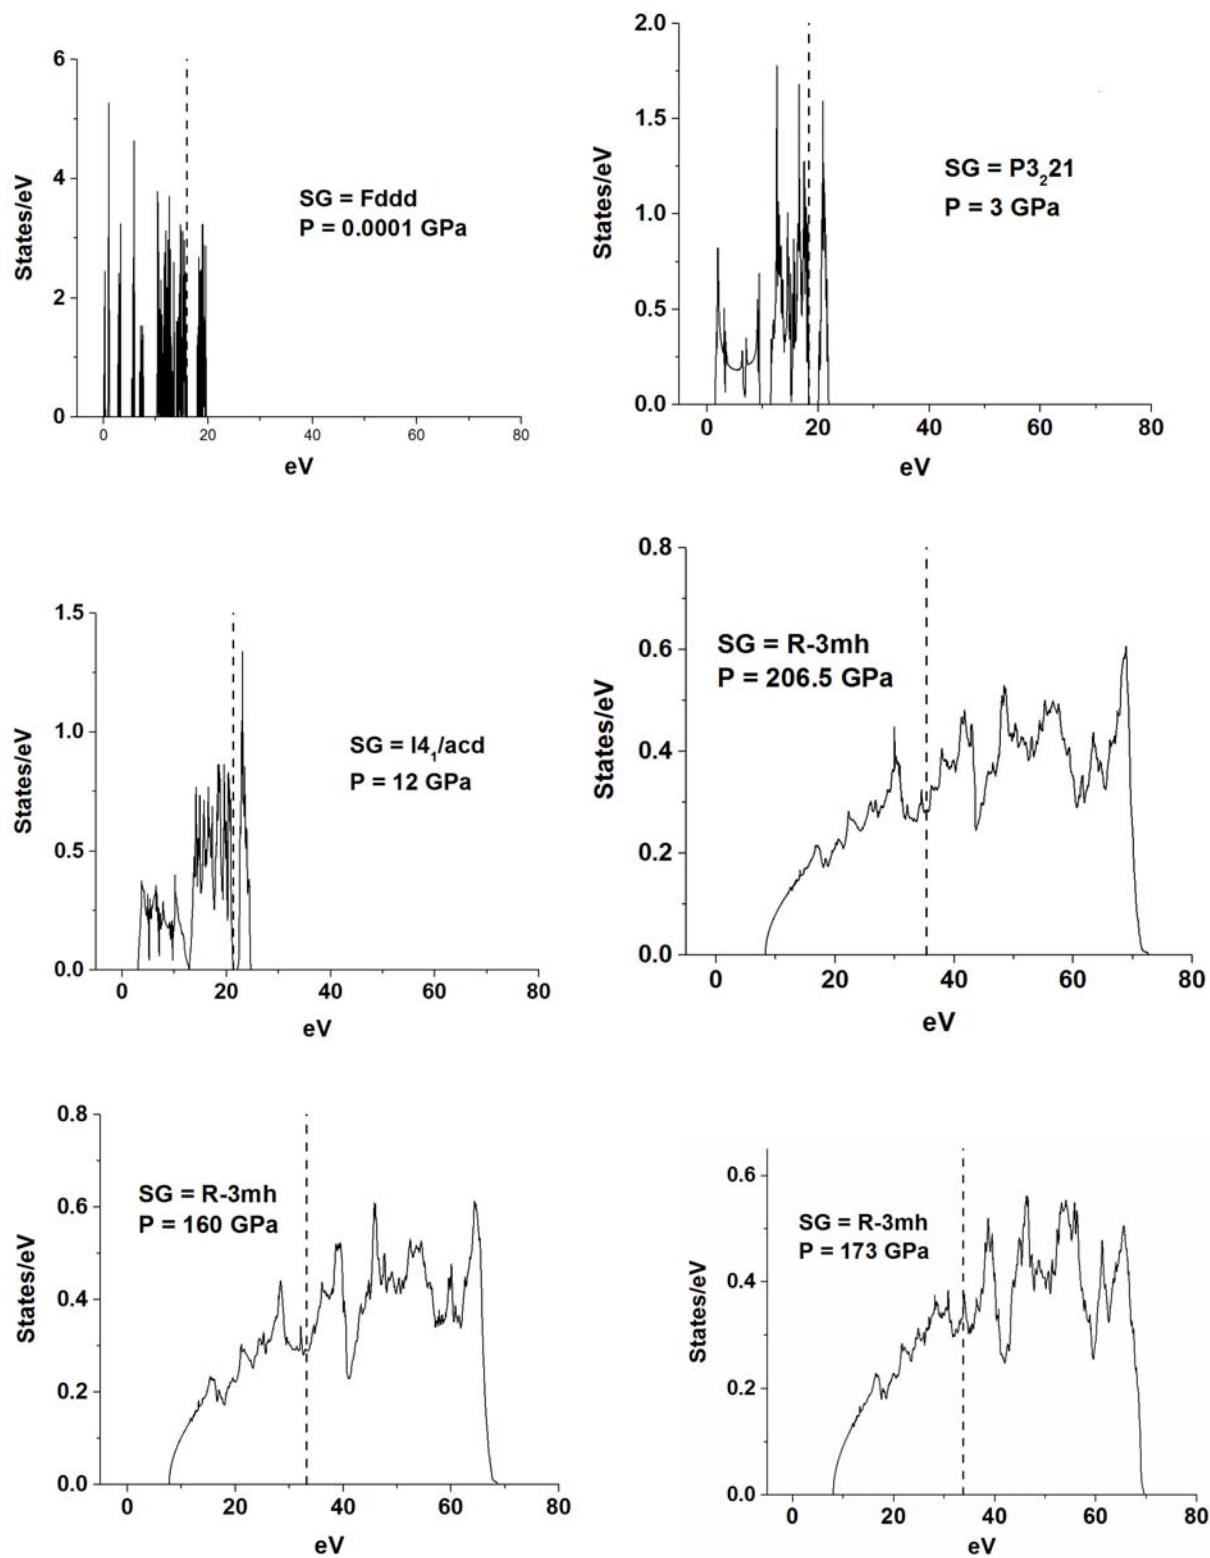 6
4
2
0
States/eV
SG = Fddd
P = 0.0001 GPa
0 20 40 60 80
eV
2.0
1.5
1.0
0.5
0.0
States/eV
SG = P3₂21
P = 3 GPa
0 20 40 60 80
eV
1.5
1.0
0.5
0.0
States/eV
SG = I4₁/acd
P = 12 GPa
0 20 40 60 80
eV
0.8
0.6
0.4
0.2
0.0
States/eV
SG = R-3mh
P = 206.5 GPa
0 20 40 60 80
eV
0.8
0.6
0.4
0.2
0.0
States/eV
SG = R-3mh
P = 160 GPa
0 20 40 60 80
eV
0.6
0.4
0.2
0.0
States/eV
SG = R-3mh
P = 173 GPa
0 20 40 60 80
eV